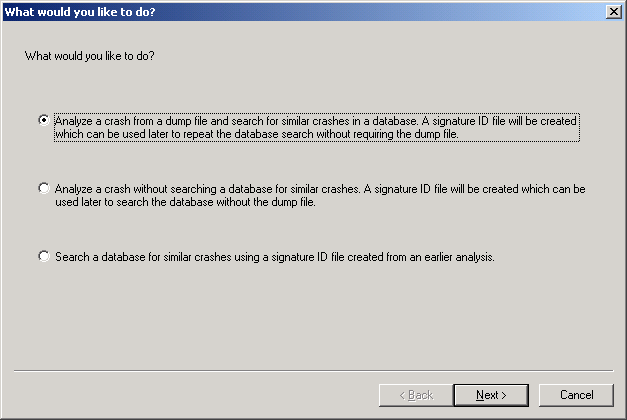 What would you like to do?
What would you like to do?
Analyze a crash from a dump file and search for similar crashes in a database. A signature ID file will be created
which can be used later to repeat the database search without requiring the dump file.
Analyze a crash without searching a database for similar crashes. A signature ID file will be created which can be
used later to search the database without the dump file.
Search a database for similar crashes using a signature ID file created from an earlier analysis.
< Back Next > Cancel